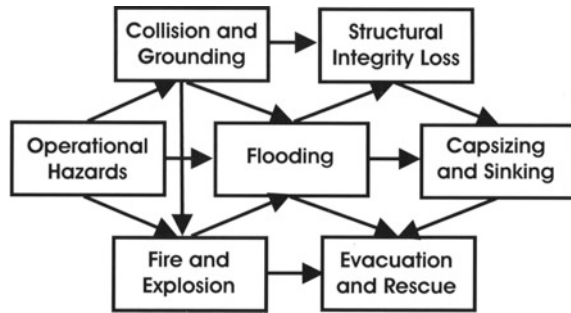 Collision and
Grounding
Structural
Integrity Loss
Operational
Hazards
Flooding
Capsizing
and Sinking
Fire and
Explosion
Evacuation
and Rescue